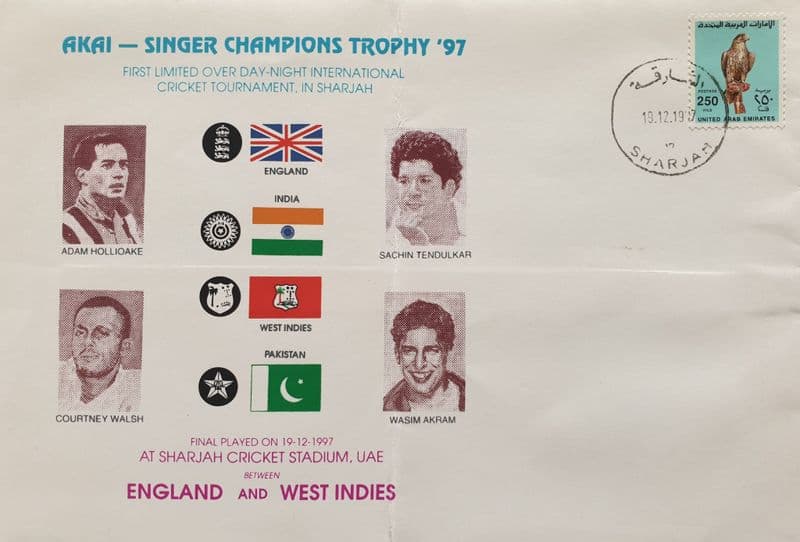 AKAI — SINGER CHAMPIONS TROPHY '97
FIRST LIMITED OVER DAY-NIGHT INTERNATIONAL
CRICKET TOURNAMENT, IN SHARJAH
الإمارات العربية المتحدة
POSTAGE
250
FILS
بريد
٢٥٠
UNITED ARAB EMIRATES
الشارقة
SHARJAH
ENGLAND
INDIA
ADAM HOLLIOAKE
SACHIN TENDULKAR
WEST INDIES
PAKISTAN
COURTNEY WALSH
WASIM AKRAM
FINAL PLAYED ON 19-12-1997
AT SHARJAH CRICKET STADIUM, UAE
BETWEEN
ENGLAND AND WEST INDIES